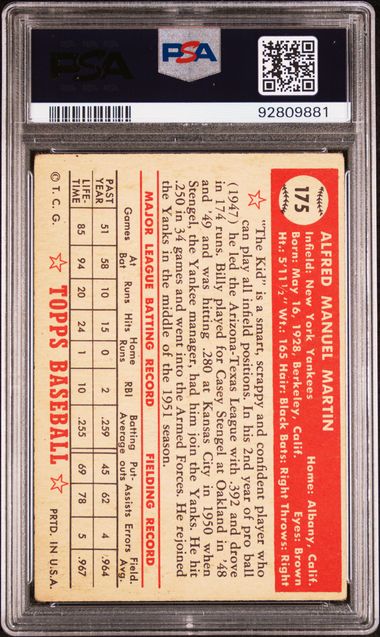 PSA
PSA
92809881
175
ALFRED MANUEL MARTIN
Infield: New York Yankees Home: Albany, Calif.
Born: May 16, 1928, Berkeley, Calif. Eyes: Brown
Ht.: 5'11½" Wt.: 165 Hair: Black Bats: Right Throws: Right
"The Kid" is a smart, scrappy and confident player who
can play all infield positions. In his 2nd year of pro ball
(1947) he led the Arizona-Texas League with .392 and drove
in 174 runs. Billy played for Casey Stengel at Oakland in '48
and '49 and was hitting .280 at Kansas City in 1950 when
Stengel, the Yankee manager, had him join the Yanks. He hit
.250 in 34 games and went into the Armed Forces. He rejoined
the Yanks in the middle of the 1951 season.
MAJOR LEAGUE BATTING RECORD FIELDING RECORD
Games At Bat Runs Hits Home Runs RBI Batting Average Put-outs Assists Errors Field. Avg.
PAST YEAR 51 58 10 15 0 2 .259 45 62 4 .964
LIFE-TIME 85 94 20 24 1 10 .255 69 78 5 .967
© T. C. G. TOPPS BASEBALL PRTD. IN U.S.A.